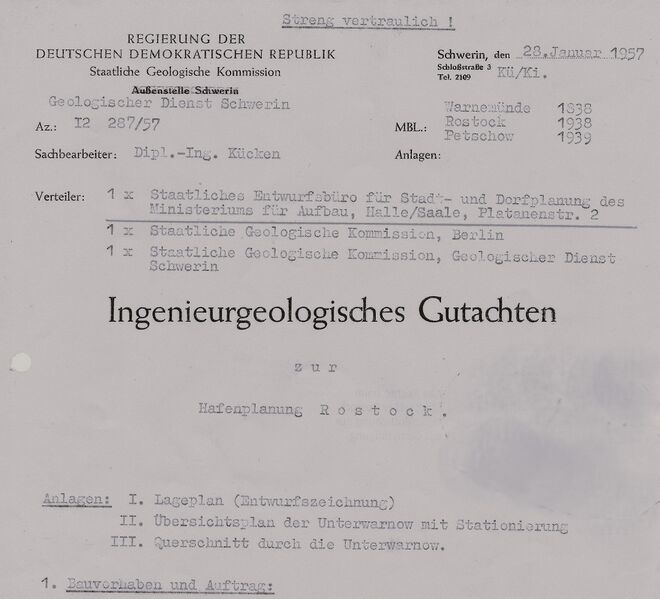 Streng vertraulich !
REGIERUNG DER
DEUTSCHEN DEMOKRATISCHEN REPUBLIK
Staatliche Geologische Kommission
Außenstelle Schwerin
Geologischer Dienst Schwerin
Schwerin, den 28.Januar 1957
Schloßstraße 3
Tel. 2109
Kü/Ki.
Az.: I2 287/57
MBL.: Warnemünde 1838
Rostock 1938
Petschow 1939
Sachbearbeiter: Dipl.-Ing. Kücken
Anlagen:
Verteiler: 1 x Staatliches Entwurfsbüro für Stadt- und Dorfplanung des
Ministeriums für Aufbau, Halle/Saale, Platanenstr. 2
1 x Staatliche Geologische Kommission, Berlin
1 x Staatliche Geologische Kommission, Geologischer Dienst
Schwerin
Ingenieurgeologisches Gutachten
z u r
Hafenplanung R o s t o c k .
Anlagen: I. Lageplan (Entwurfszeichnung)
II. Übersichtsplan der Unterwarnow mit Stationierung
III. Querschnitt durch die Unterwarnow.
1. Bauvorhaben und Auftrag: